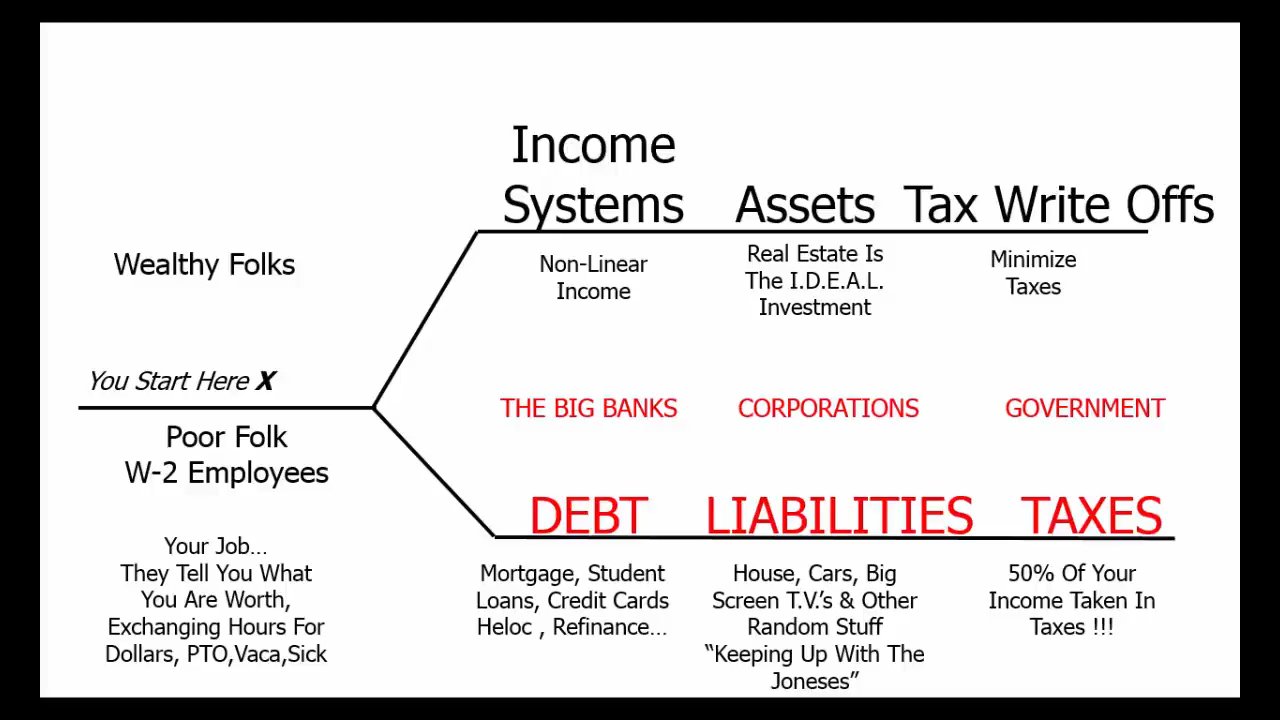 Income
Systems
Assets
Tax Write Offs
Wealthy Folks
Non-Linear
Income
Real Estate Is
The I.D.E.A.L.
Investment
Minimize
Taxes
You Start Here X
THE BIG BANKS
CORPORATIONS
GOVERNMENT
Poor Folk
W-2 Employees
DEBT
LIABILITIES
TAXES
Your Job...
They Tell You What
You Are Worth,
Exchanging Hours For
Dollars, PTO,Vaca,Sick
Mortgage, Student
Loans, Credit Cards
Heloc , Refinance...
House, Cars, Big
Screen T.V.’s & Other
Random Stuff
“Keeping Up With The
Joneses”
50% Of Your
Income Taken In
Taxes !!!